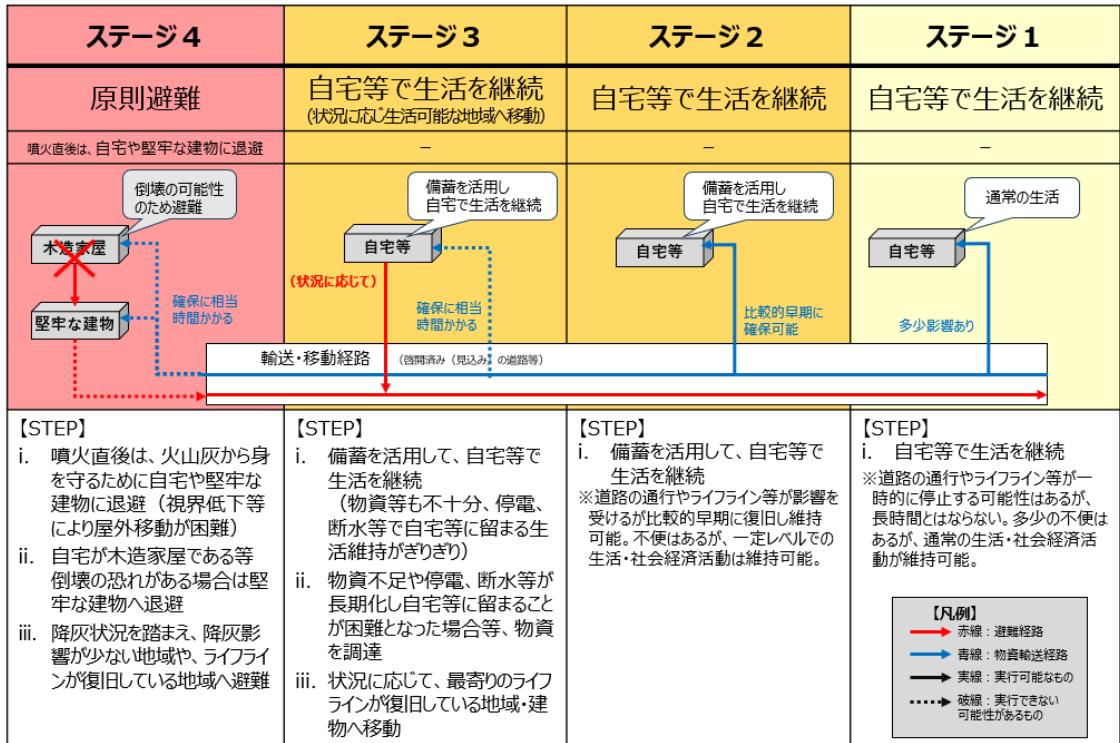 ステージ4
ステージ3
ステージ2
ステージ1
原則避難
自宅等で生活を継続
(状況に応じ生活可能な地域へ移動)
自宅等で生活を継続
自宅等で生活を継続
噴火直後は、自宅や堅牢な建物に退避
－
－
－
倒壊の可能性
のため避難
木造家屋
堅牢な建物
確保に相当
時間かかる
備蓄を活用し
自宅で生活を継続
自宅等
(状況に応じて)
確保に相当
時間かかる
備蓄を活用し
自宅で生活を継続
自宅等
比較的早期に
確保可能
通常の生活
自宅等
多少影響あり
輸送・移動経路 （啓開済み（見込み）の道路等）
【STEP】
i. 噴火直後は、火山灰から身
を守るために自宅や堅牢な
建物に退避（視界低下等
により屋外移動が困難）
ii. 自宅が木造家屋である等
倒壊の恐れがある場合は堅
牢な建物へ退避
iii. 降灰状況を踏まえ、降灰影
響が少ない地域や、ライフライ
ンが復旧している地域へ避難
【STEP】
i. 備蓄を活用して、自宅等で
生活を継続
（物資等も不十分、停電、
断水等で自宅等に留まる生
活維持がぎりぎり）
ii. 物資不足や停電、断水等が
長期化し自宅等に留まること
が困難となった場合等、物資
を調達
iii. 状況に応じて、最寄りのライフ
ラインが復旧している地域・建
物へ移動
【STEP】
i. 備蓄を活用して、自宅等で
生活を継続
※道路の通行やライフライン等が影響を
受けるが比較的早期に復旧し維持
可能。不便はあるが、一定レベルでの
生活・社会経済活動は維持可能。
【STEP】
i. 自宅等で生活を継続
※道路の通行やライフライン等が一
時的に停止する可能性はあるが、
長時間とはならない。多少の不便は
あるが、通常の生活・社会経済活
動が維持可能。
【凡例】
赤線：避難経路
青線：物資輸送経路
実線：実行可能なもの
破線：実行できない
可能性があるもの